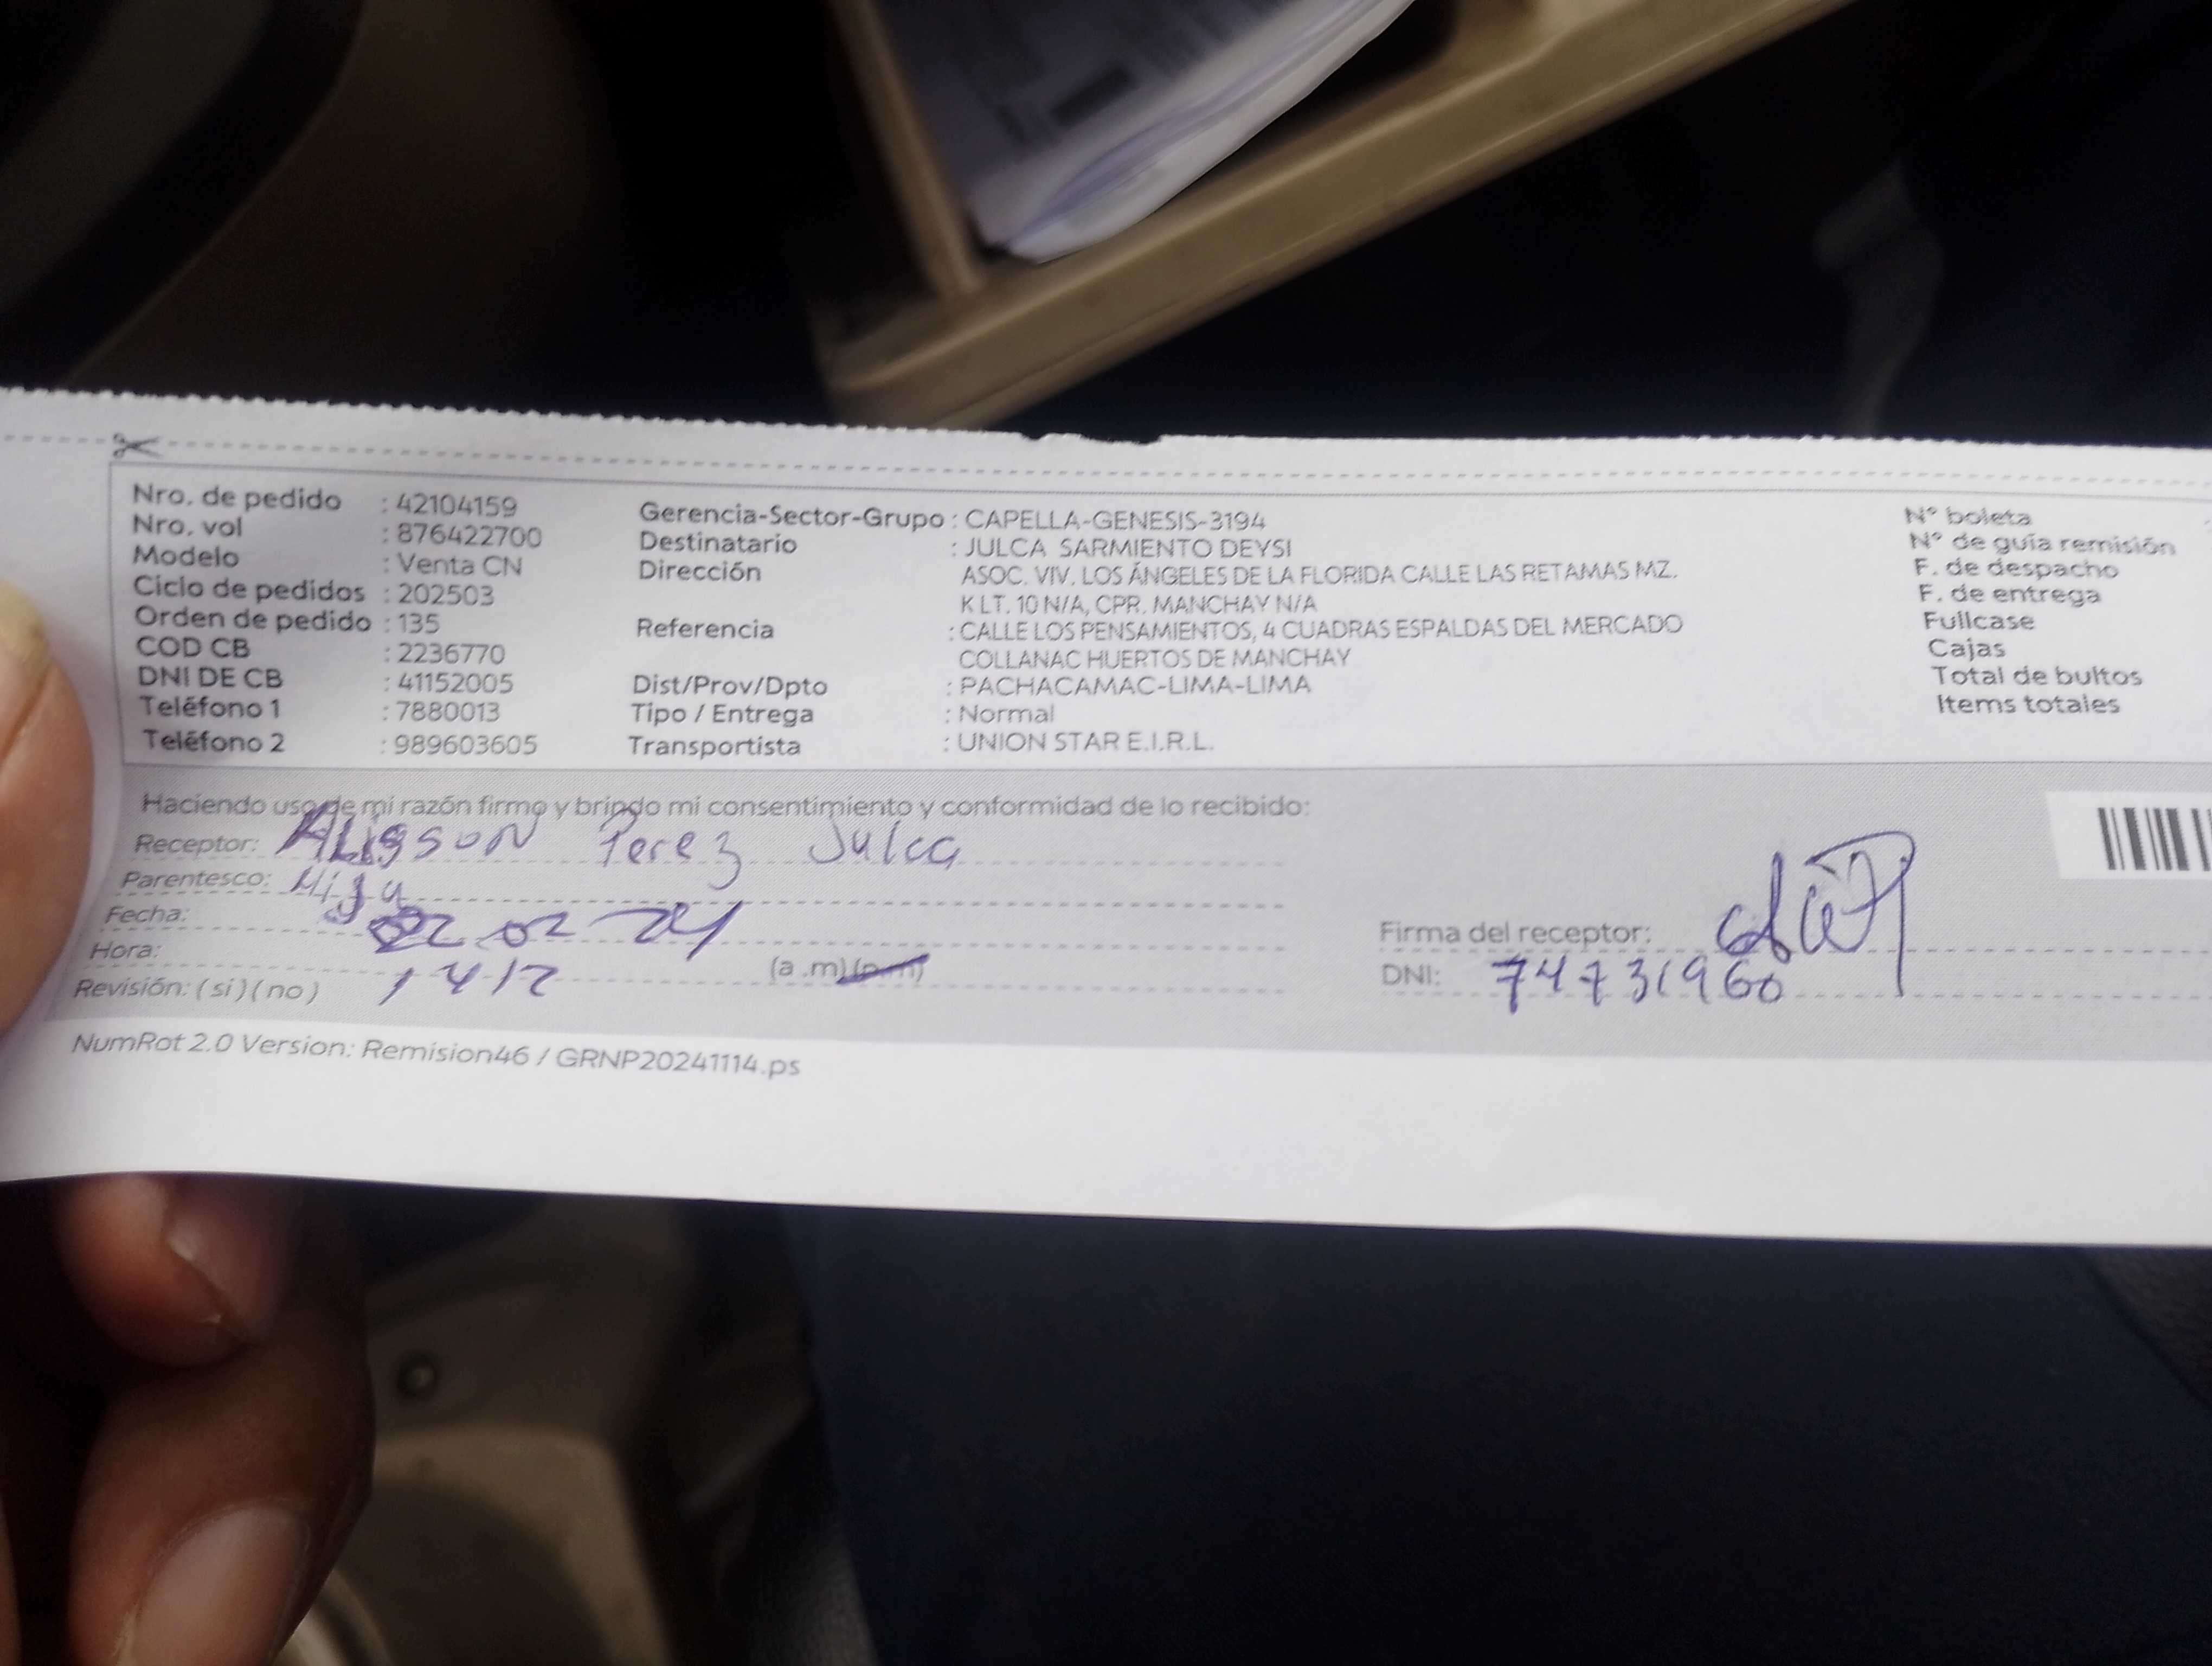 Nro. de pedido : 42104159
Nro. vol : 876422700
Modelo : Venta CN
Ciclo de pedidos : 202503
Orden de pedido : 135
COD CB : 2236770
DNI DE CB : 41152005
Teléfono 1 : 7880013
Teléfono 2 : 989603605
Gerencia-Sector-Grupo : CAPELLA-GENESIS-3194
Destinatario : JULCA SARMIENTO DEYSI
Dirección ASOC. VIV. LOS ÁNGELES DE LA FLORIDA CALLE LAS RETAMAS MZ.
K LT. 10 N/A, CPR. MANCHAY N/A
Referencia : CALLE LOS PENSAMIENTOS, 4 CUADRAS ESPALDAS DEL MERCADO
COLLANAC HUERTOS DE MANCHAY
Dist/Prov/Dpto : PACHACAMAC-LIMA-LIMA
Tipo / Entrega : Normal
Transportista : UNION STAR E.I.R.L.
N° boleta
N° de guía remisión
F. de despacho
F. de entrega
Fullcase
Cajas
Total de bultos
Items totales
Haciendo uso de mi razón firmo y brindo mi consentimiento y conformidad de lo recibido:
Receptor: ALisson Perez Julca
Parentesco: Hija
Fecha: 02 02
Hora: 1412 (a.m) (p.m)
Revisión: (si) (no)
Firma del receptor:
DNI: 74731960
NumRot 2.0 Version: Remision46 / GRNP20241114.ps